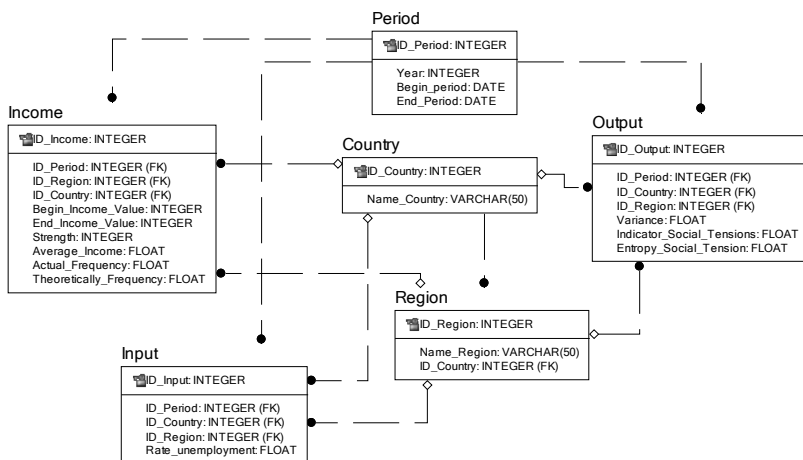 Period
ID_Period: INTEGER
Year: INTEGER
Begin_period: DATE
End_Period: DATE
Income
ID_Income: INTEGER
ID_Period: INTEGER (FK)
ID_Region: INTEGER (FK)
ID_Country: INTEGER (FK)
Begin_Income_Value: INTEGER
End_Income_Value: INTEGER
Strength: INTEGER
Average_Income: FLOAT
Actual_Frequency: FLOAT
Theoretically_Frequency: FLOAT
Country
ID_Country: INTEGER
Name_Country: VARCHAR(50)
Output
ID_Output: INTEGER
ID_Period: INTEGER (FK)
ID_Country: INTEGER (FK)
ID_Region: INTEGER (FK)
Variance: FLOAT
Indicator_Social_Tensions: FLOAT
Entropy_Social_Tension: FLOAT
Region
ID_Region: INTEGER
Name_Region: VARCHAR(50)
ID_Country: INTEGER (FK)
Input
ID_Input: INTEGER
ID_Period: INTEGER (FK)
ID_Country: INTEGER (FK)
ID_Region: INTEGER (FK)
Rate_unemployment: FLOAT